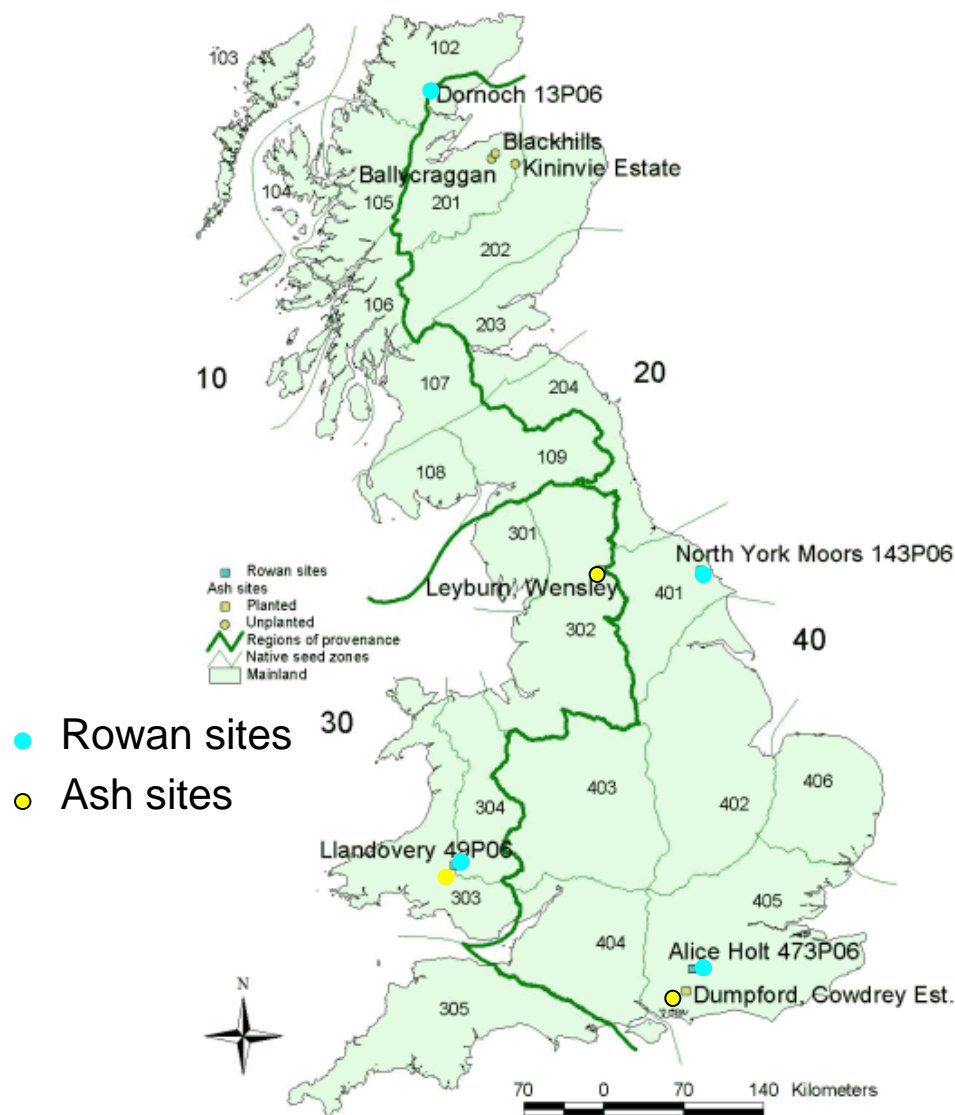 102
103
Dornoch 13P06
Blackhills
Ballycraggan
Kininvie Estate
104
105
201
202
106
203
10
107
20
204
109
108
301
North York Moors 143P06
Rowan sites
Ash sites
Planted
Unplanted
Regions of provenance
Native seed zones
Mainland
Leyburn, Wensley
401
302
40
30
Rowan sites
Ash sites
403
406
402
304
Llandovery 49P06
303
405
404
Alice Holt 473P06
Dumpford, Cowdrey Est.
305
N
70 0 70 140 Kilometers